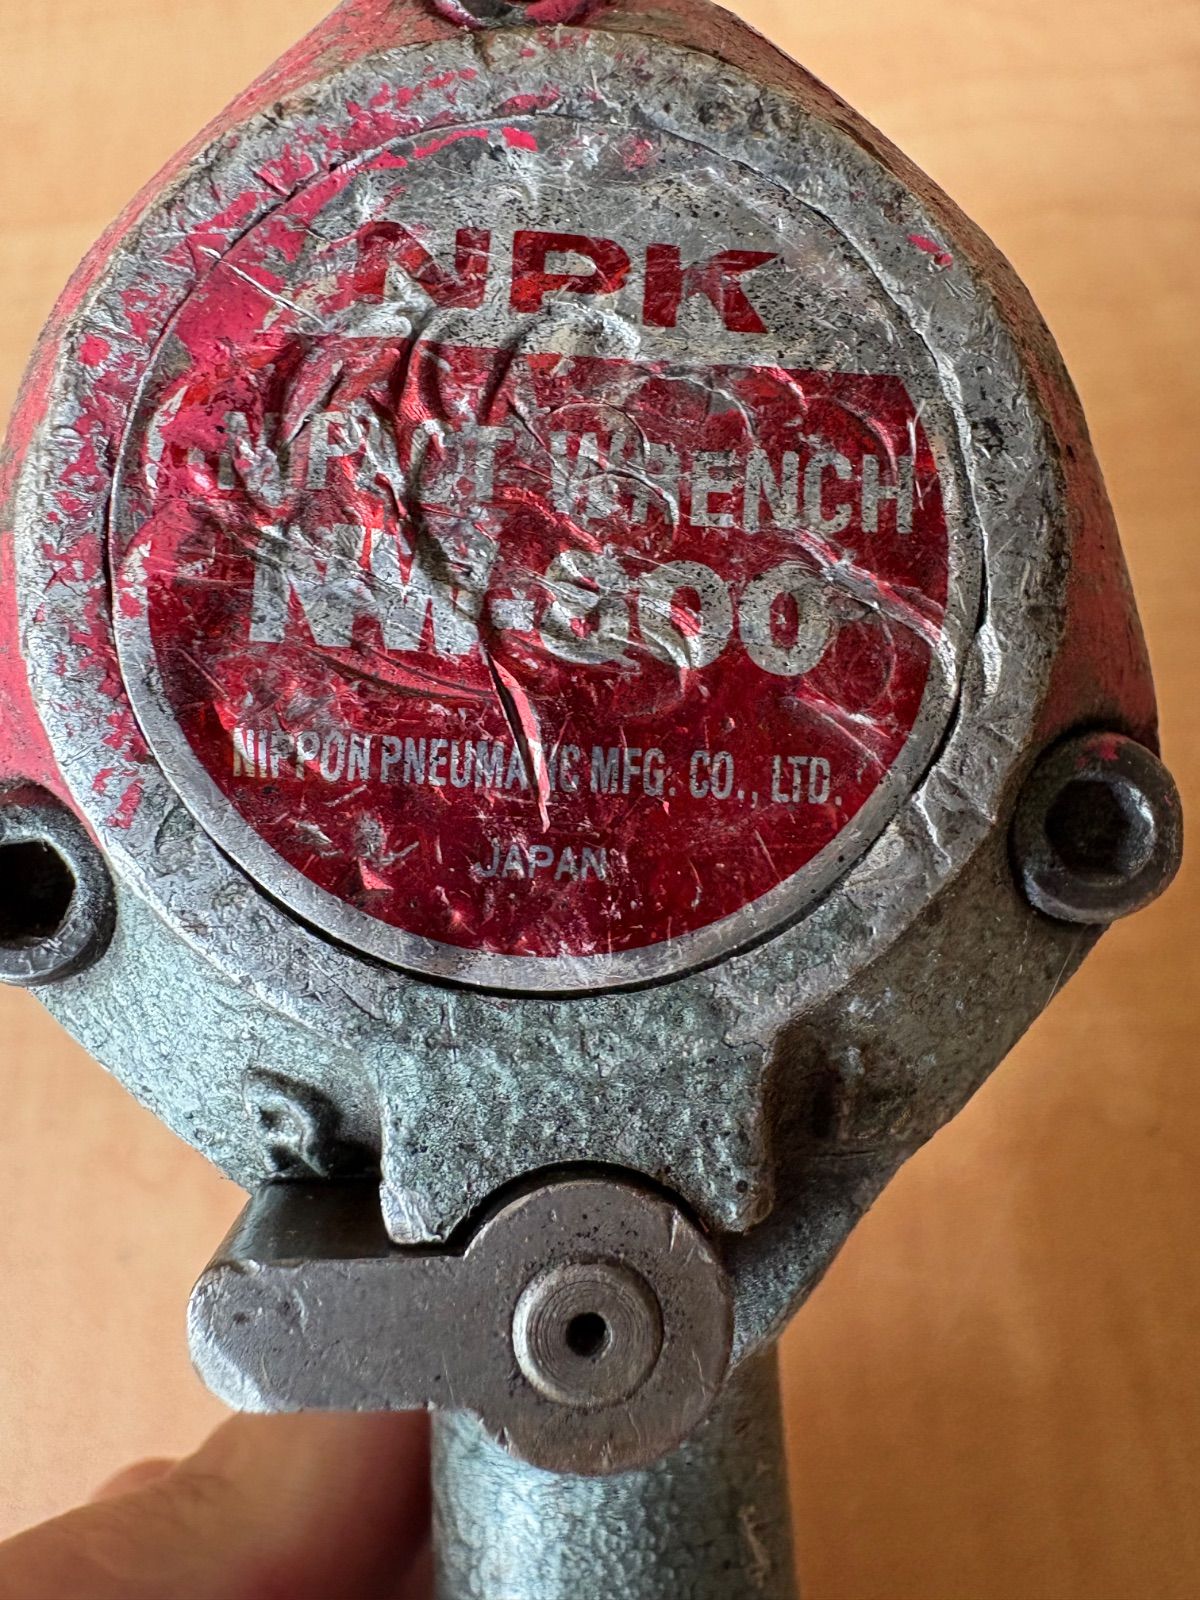 NPK
IMPACT WRENCH
NIPPON PNEUMATIC MFG. CO., LTD.
JAPAN